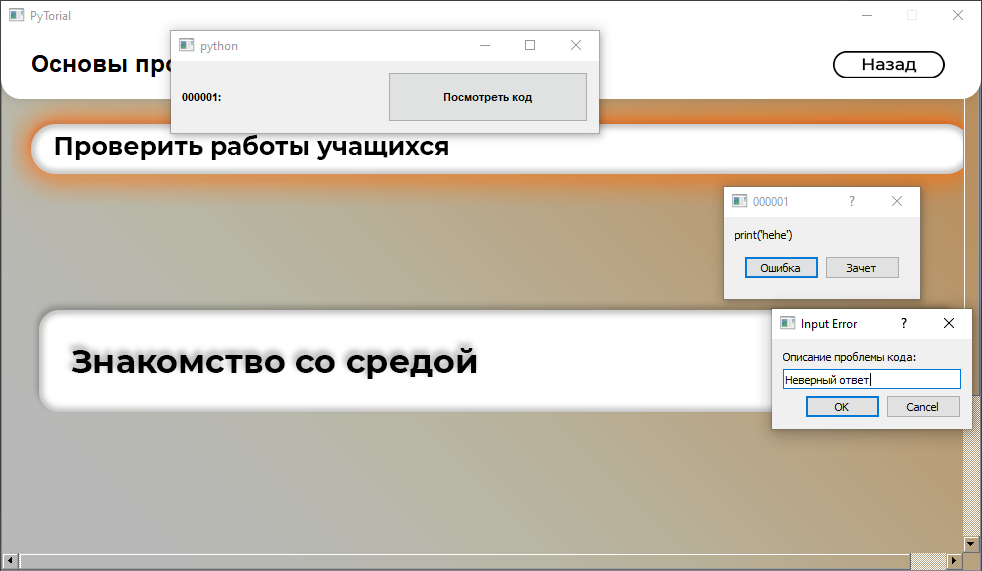 PyTorial
python
Основы про
Назад
000001:
Посмотреть код
Проверить работы учащихся
000001
?
print('hehe')
Ошибка
Зачет
Input Error
?
Знакомство со средой
Описание проблемы кода:
Неверный ответ
OK
Cancel